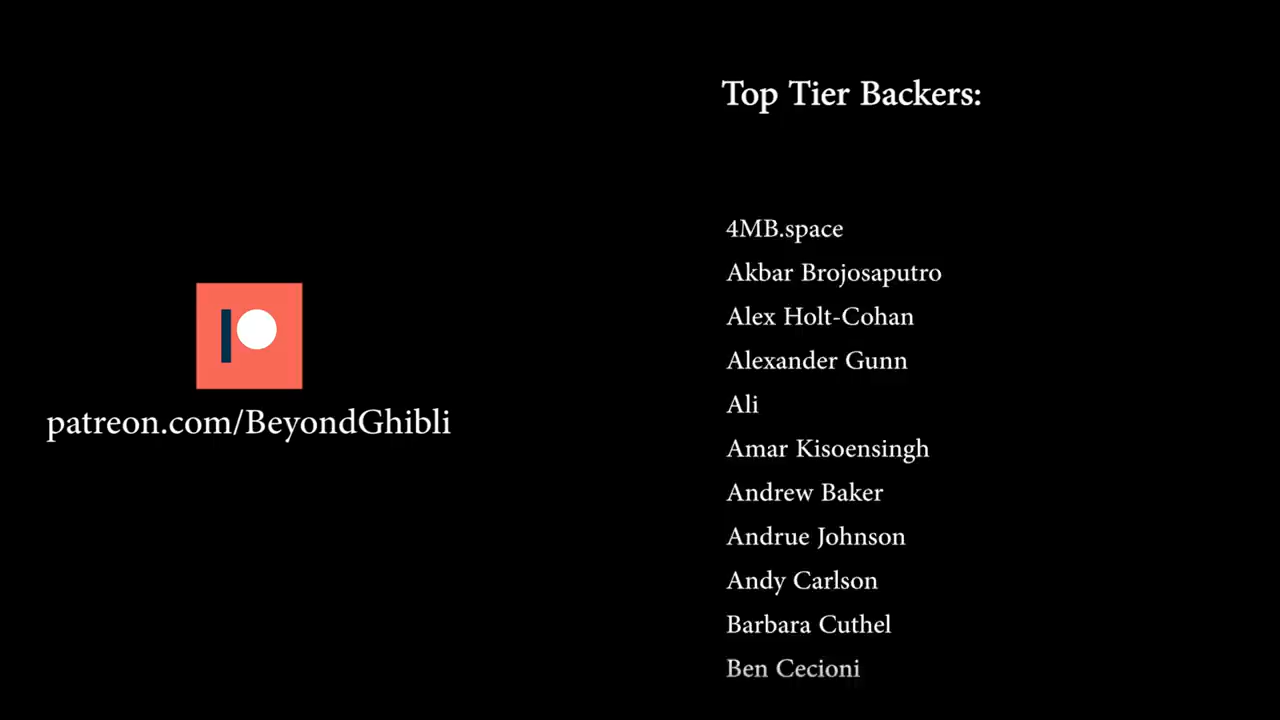 patreon.com/BeyondGhibli
Top Tier Backers:
4MB.space
Akbar Brojosaputro
Alex Holt-Cohan
Alexander Gunn
Ali
Amar Kisoensingh
Andrew Baker
Andrue Johnson
Andy Carlson
Barbara Cuthel
Ben Cecioni